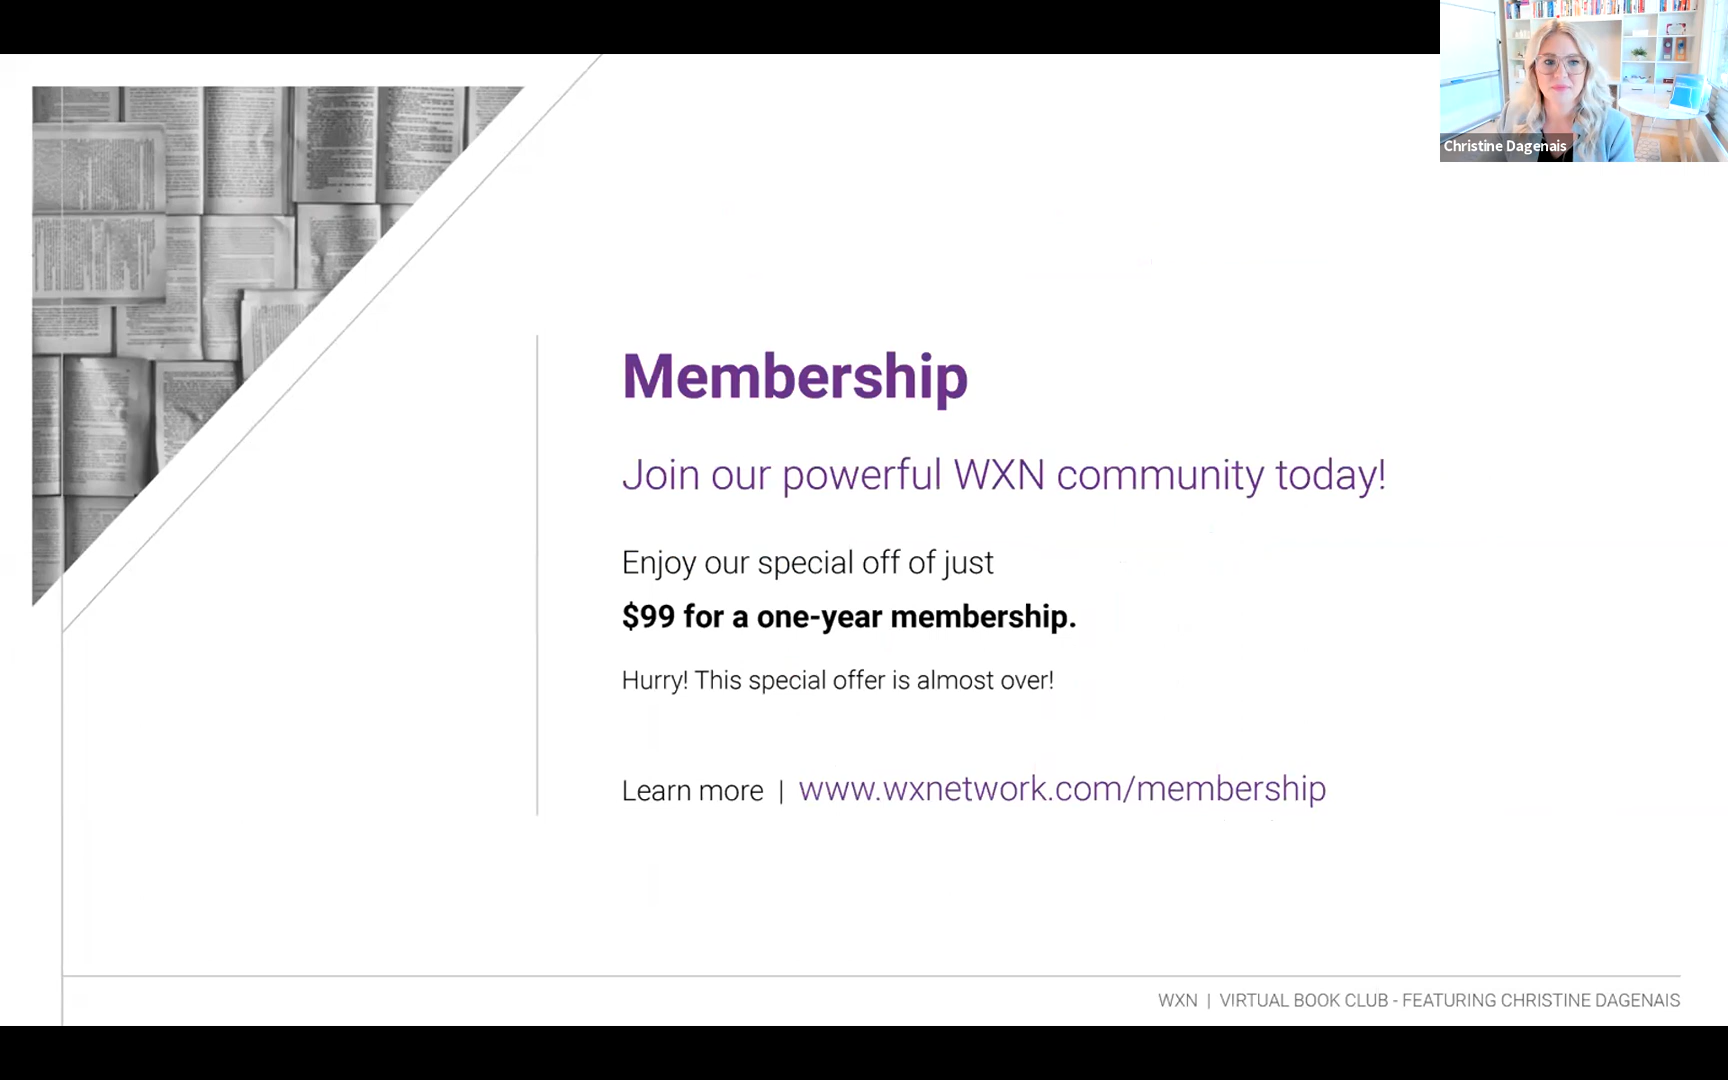 Christine Dagenais
Membership
Join our powerful WXN community today!
Enjoy our special off of just
$99 for a one-year membership.
Hurry! This special offer is almost over!
Learn more | www.wxnetwork.com/membership
WXN | VIRTUAL BOOK CLUB - FEATURING CHRISTINE DAGENAIS